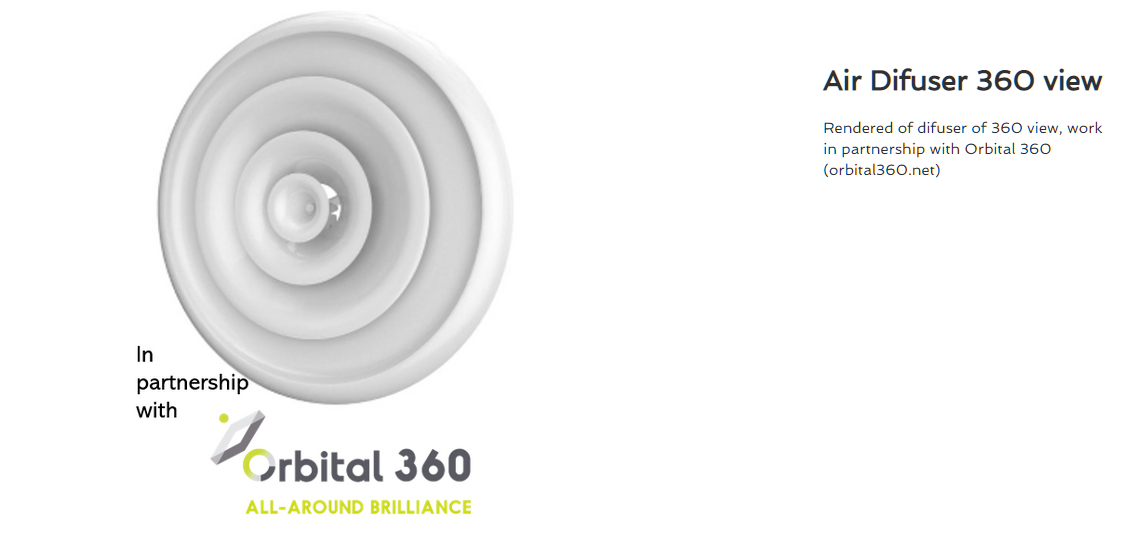 Air Difuser 360 view
Rendered of difuser of 360 view, work
in partnership with Orbital 360
(orbital360.net)
In
partnership
with
Orbital 360
ALL-AROUND BRILLIANCE